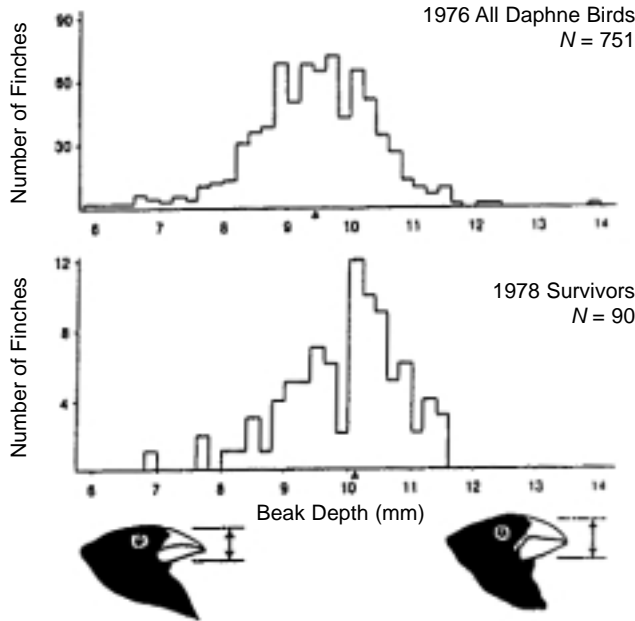 1976 All Daphne Birds
N = 751
Number of Finches
90
60
30
6 7 8 9 10 11 12 13 14
1978 Survivors
N = 90
Number of Finches
12
8
4
6 7 8 9 10 11 12 13 14
Beak Depth (mm)